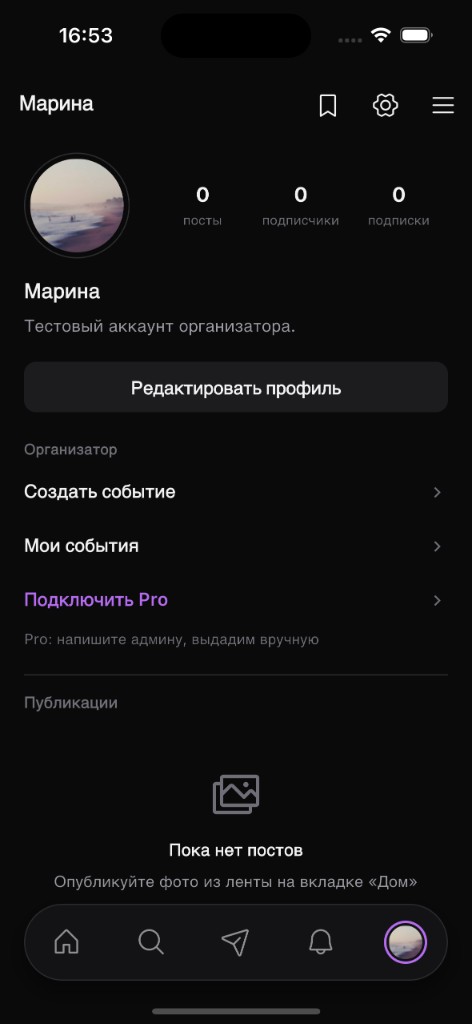 16:53
Марина
0
0
0
посты
подписчики
подписки
Марина
Тестовый аккаунт организатора.
Редактировать профиль
Организатор
Создать событие
Мои события
Подключить Pro
Pro: напишите админу, выдадим вручную
Публикации
Пока нет постов
Опубликуйте фото из ленты на вкладке «Дом»